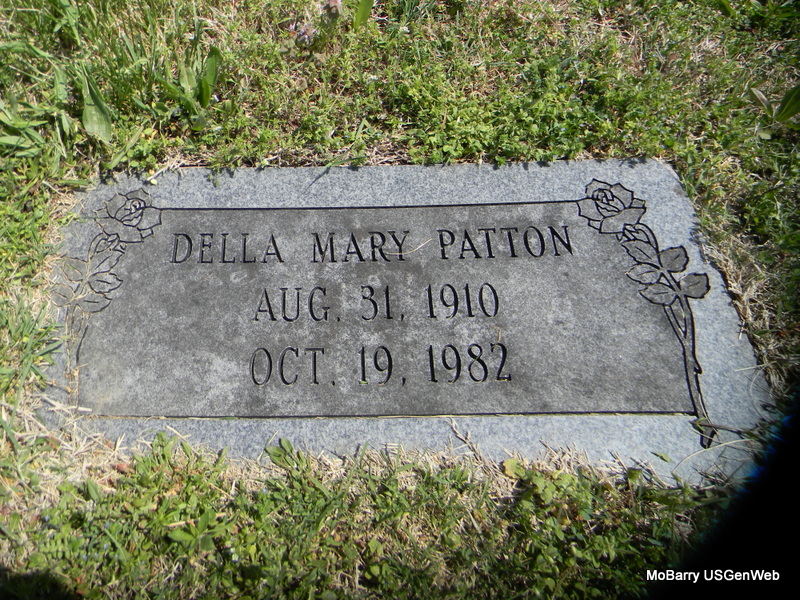 DELLA MARY PATTON
AUG. 31, 1910
OCT. 19, 1982
MoBarry USGenWeb